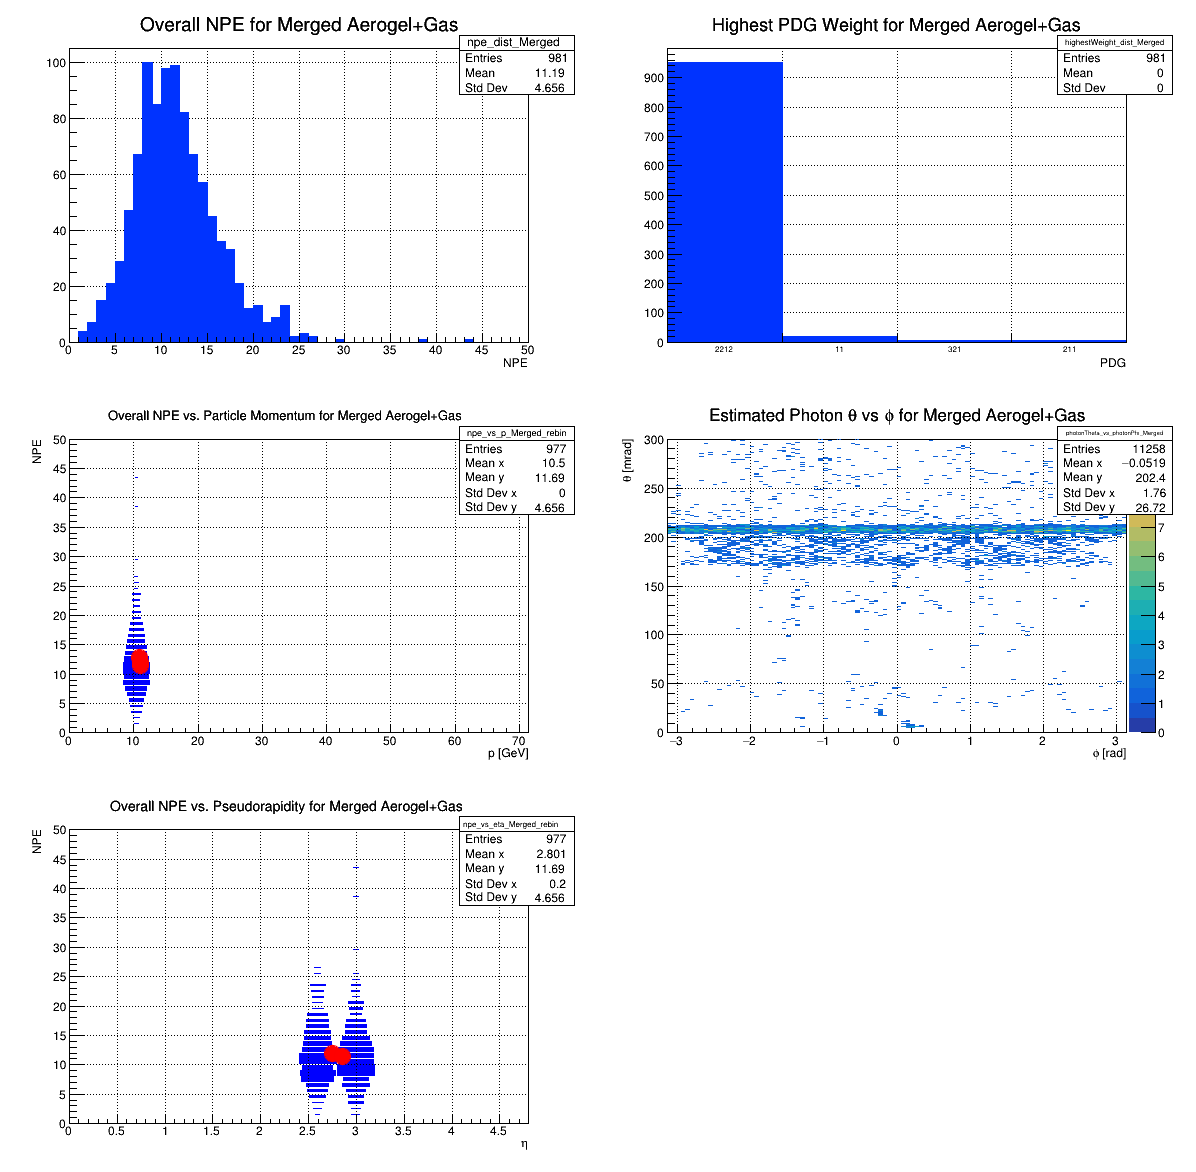 Overall NPE for Merged Aerogel+Gas
npe_dist_Merged
Entries 981
Mean 11.19
Std Dev 4.656
100
80
60
40
20
0
0 5 10 15 20 25 30 35 40 45 50
NPE
Highest PDG Weight for Merged Aerogel+Gas
highestWeight_dist_Merged
Entries 981
Mean 0
Std Dev 0
900
800
700
600
500
400
300
200
100
0
2212 11 321 211
PDG
Overall NPE vs. Particle Momentum for Merged Aerogel+Gas
npe_vs_p_Merged_rebin
Entries 977
Mean x 10.5
Mean y 11.69
Std Dev x 0
Std Dev y 4.656
NPE
50
45
40
35
30
25
20
15
10
5
0
0 10 20 30 40 50 60 70
p [GeV]
Estimated Photon θ vs ϕ for Merged Aerogel+Gas
photonTheta_vs_photonPhi_Merged
Entries 11258
Mean x −0.0519
Mean y 202.4
Std Dev x 1.76
Std Dev y 26.72
θ [mrad]
300
250
200
150
100
50
0
−3 −2 −1 0 1 2 3
ϕ [rad]
7
6
5
4
3
2
1
0
Overall NPE vs. Pseudorapidity for Merged Aerogel+Gas
npe_vs_eta_Merged_rebin
Entries 977
Mean x 2.801
Mean y 11.69
Std Dev x 0.2
Std Dev y 4.656
NPE
50
45
40
35
30
25
20
15
10
5
0
0 0.5 1 1.5 2 2.5 3 3.5 4 4.5
η